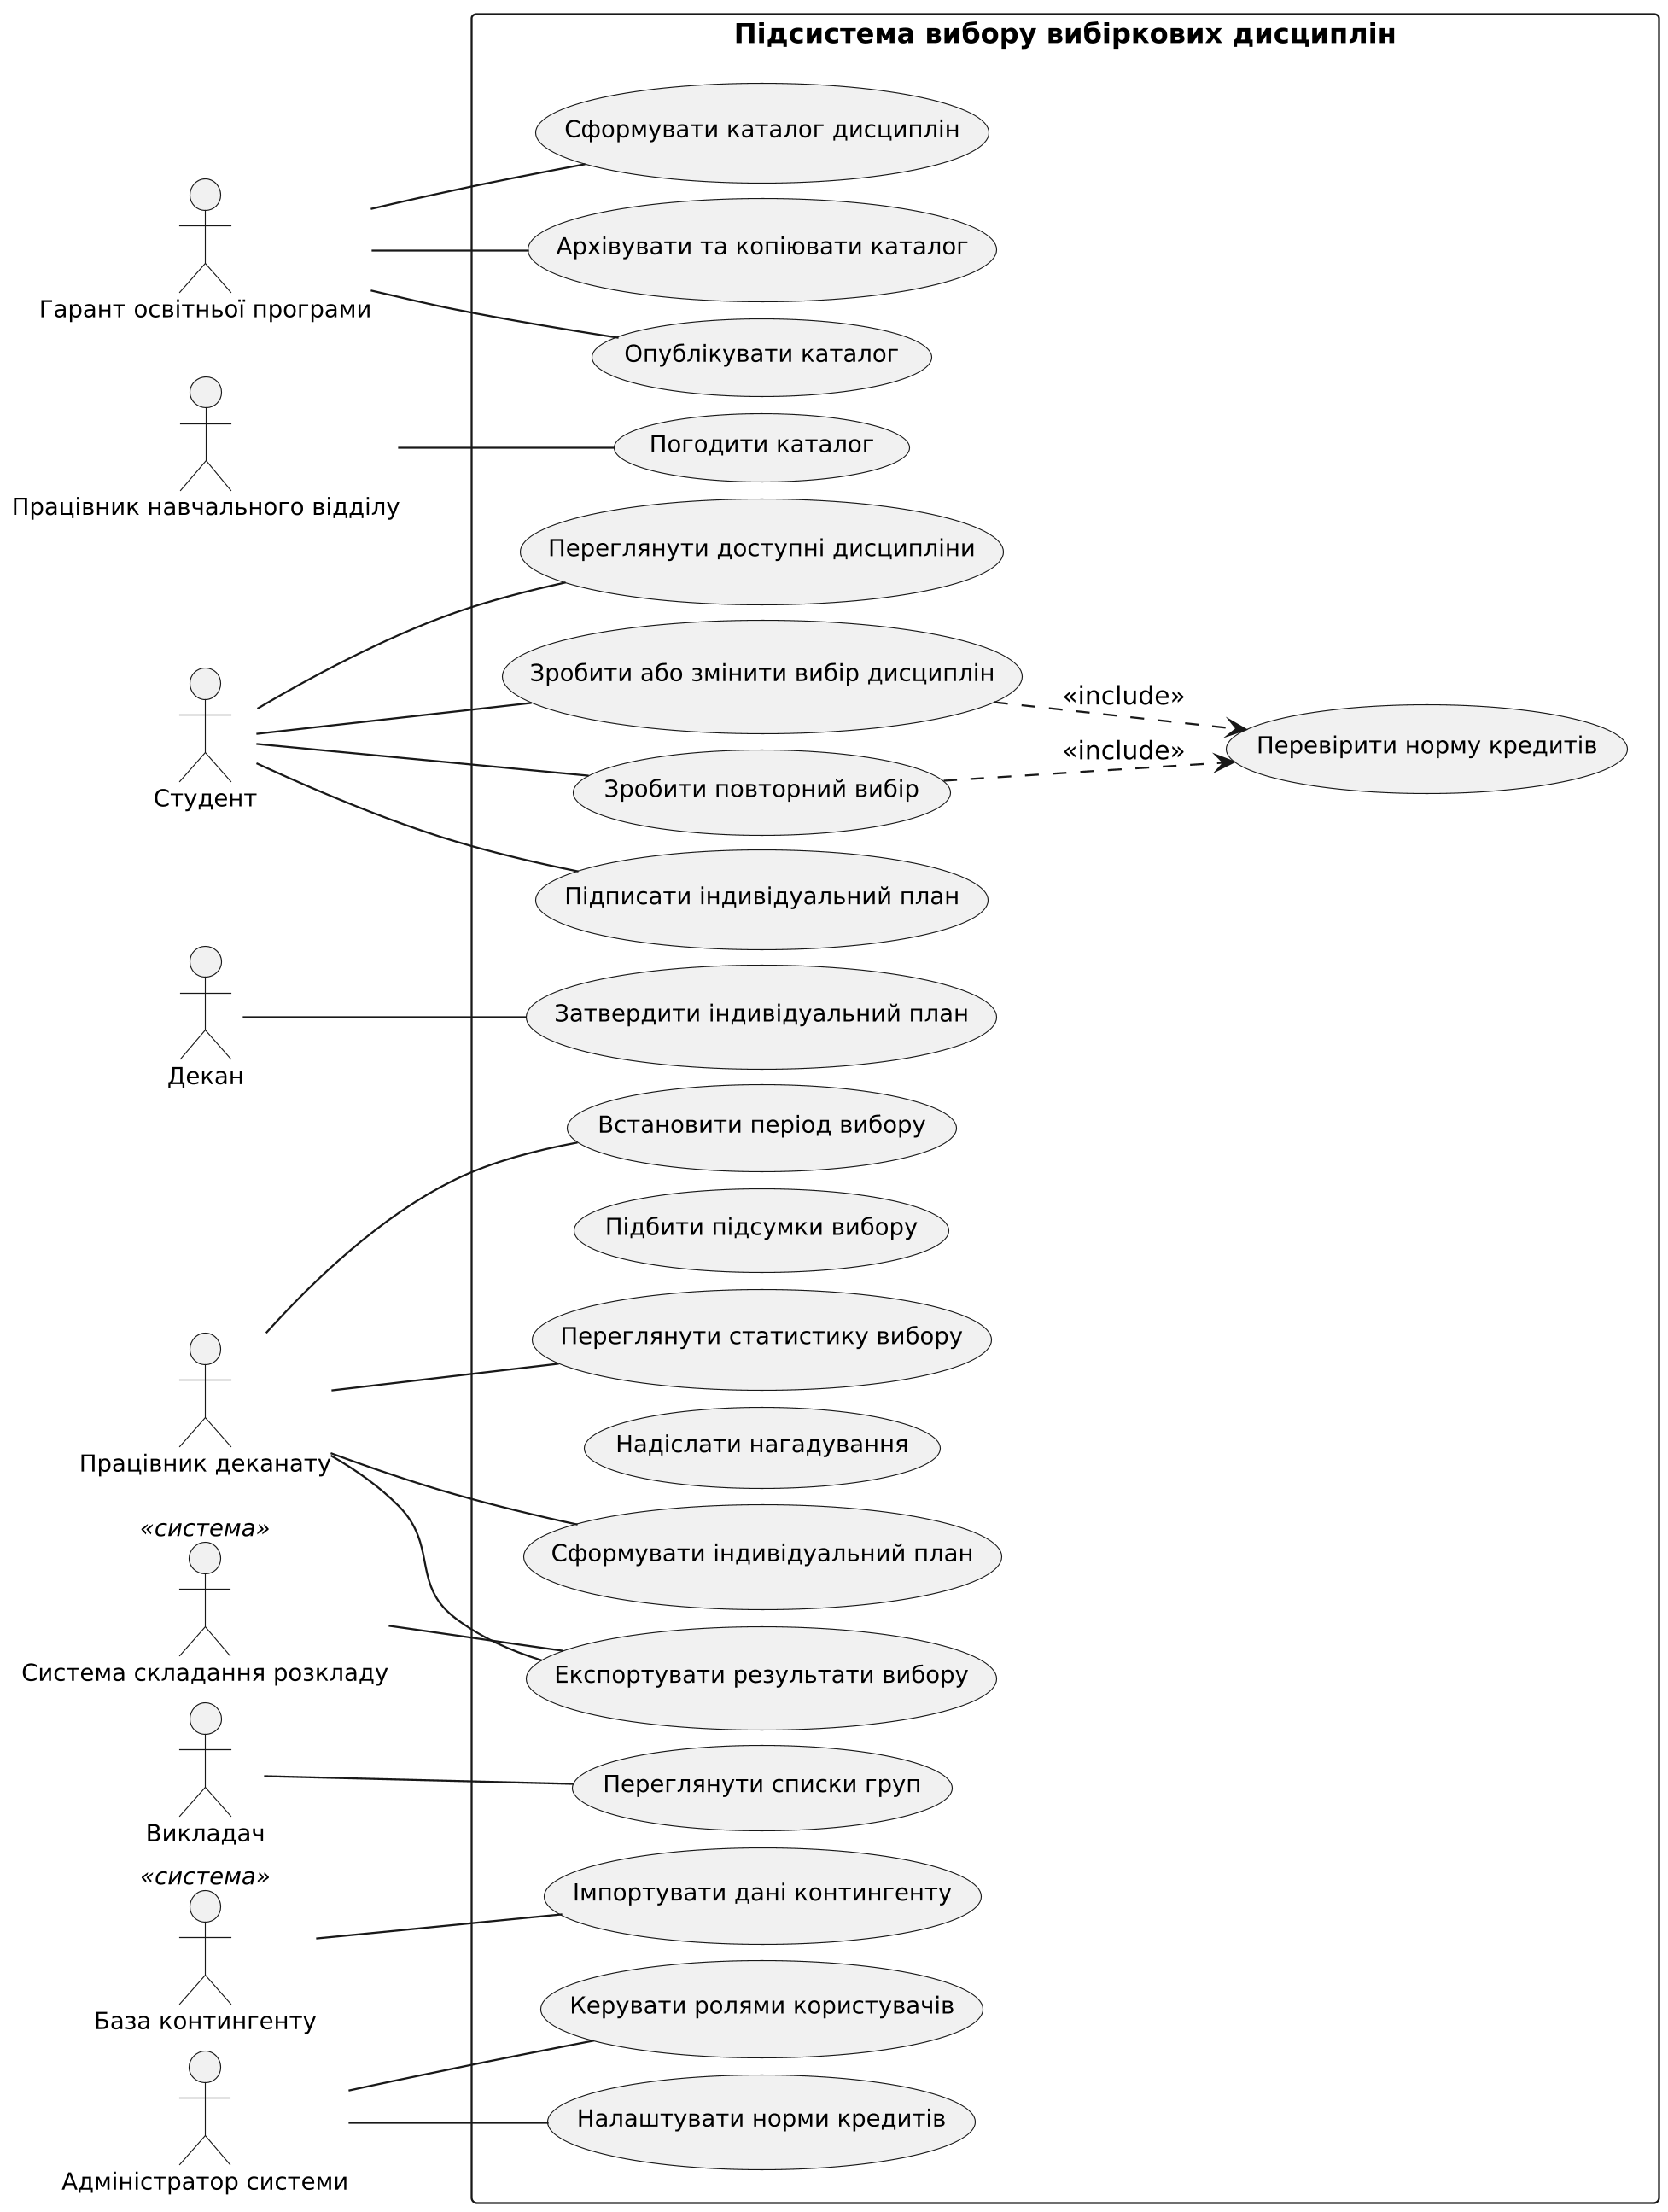 Підсистема вибору вибіркових дисциплін
Сформувати каталог дисциплін
Архівувати та копіювати каталог
Гарант освітньої програми
Опублікувати каталог
Погодити каталог
Працівник навчального відділу
Переглянути доступні дисципліни
Зробити або змінити вибір дисциплін
«include»
Перевірити норму кредитів
«include»
Зробити повторний вибір
Студент
Підписати індивідуальний план
Затвердити індивідуальний план
Декан
Встановити період вибору
Підбити підсумки вибору
Переглянути статистику вибору
Надіслати нагадування
Працівник деканату
«система»
Сформувати індивідуальний план
Система складання розкладу
Експортувати результати вибору
Переглянути списки груп
Викладач
«система»
Імпортувати дані контингенту
База контингенту
Керувати ролями користувачів
Налаштувати норми кредитів
Адміністратор системи